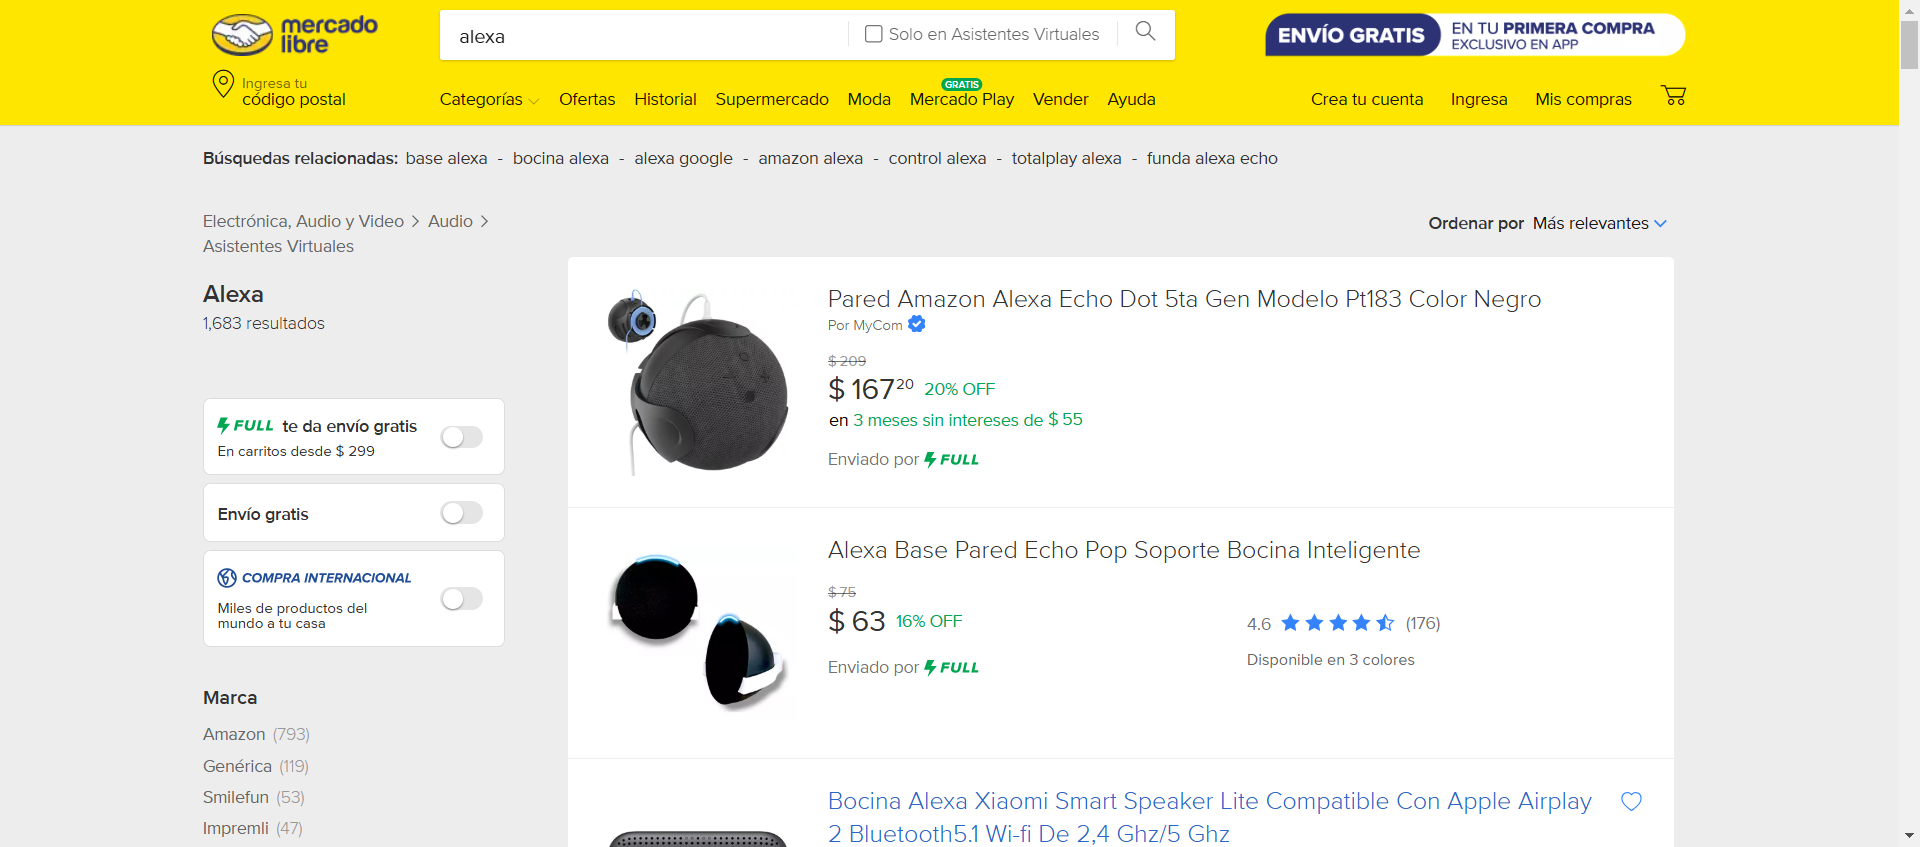 mercado
libre
alexa
Solo en Asistentes Virtuales
ENVÍO GRATIS
EN TU PRIMERA COMPRA
EXCLUSIVO EN APP
Ingresa tu
código postal
Categorías
Ofertas
Historial
Supermercado
Moda
GRATIS
Mercado Play
Vender
Ayuda
Crea tu cuenta
Ingresa
Mis compras
Búsquedas relacionadas: base alexa - bocina alexa - alexa google - amazon alexa - control alexa - totalplay alexa - funda alexa echo
Electrónica, Audio y Video > Audio >
Asistentes Virtuales
Alexa
1,683 resultados
FULL te da envío gratis
En carritos desde $ 299
Envío gratis
COMPRA INTERNACIONAL
Miles de productos del
mundo a tu casa
Marca
Amazon (793)
Genérica (119)
Smilefun (53)
Impremli (47)
Ordenar por Más relevantes
Pared Amazon Alexa Echo Dot 5ta Gen Modelo Pt183 Color Negro
Por MyCom
$ 209
$ 167 20 20% OFF
en 3 meses sin intereses de $ 55
Enviado por FULL
Alexa Base Pared Echo Pop Soporte Bocina Inteligente
$ 75
$ 63 16% OFF
Enviado por FULL
4.6 (176)
Disponible en 3 colores
Bocina Alexa Xiaomi Smart Speaker Lite Compatible Con Apple Airplay
2 Bluetooth5.1 Wi-fi De 2,4 Ghz/5 Ghz